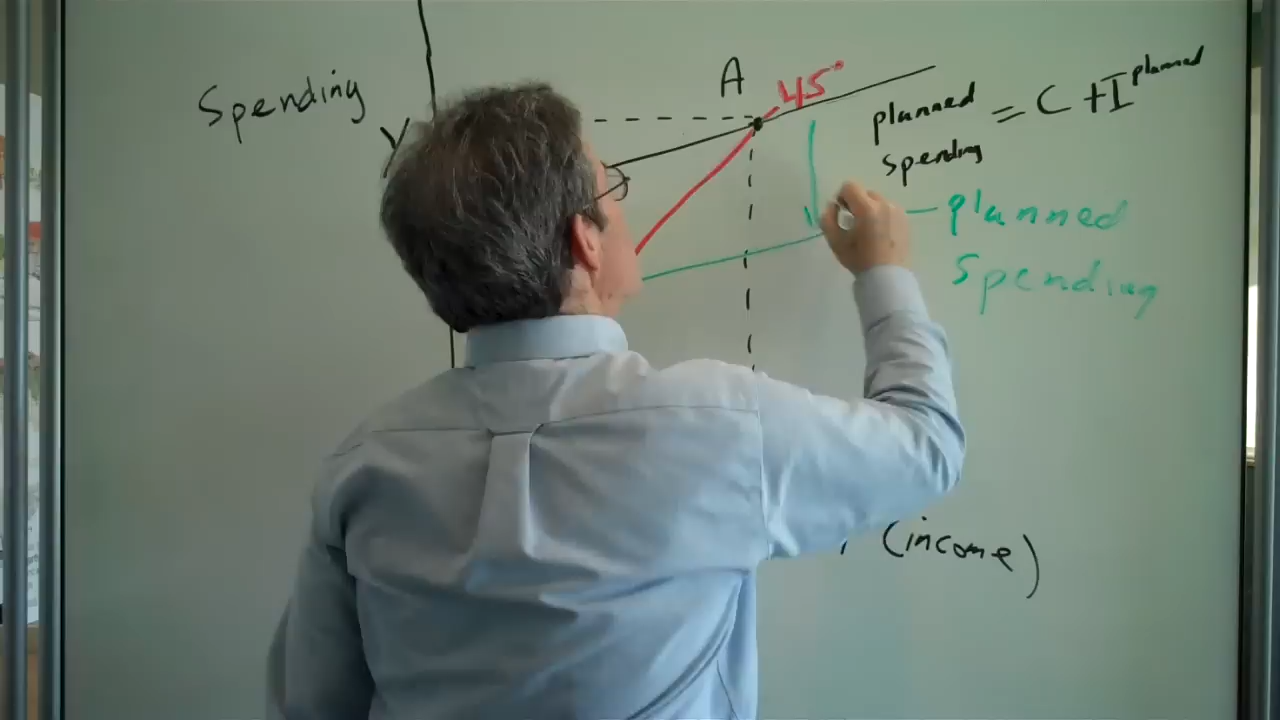 Spending
Y
A
45°
planned spending = C + I planned
planned
spending
(income)